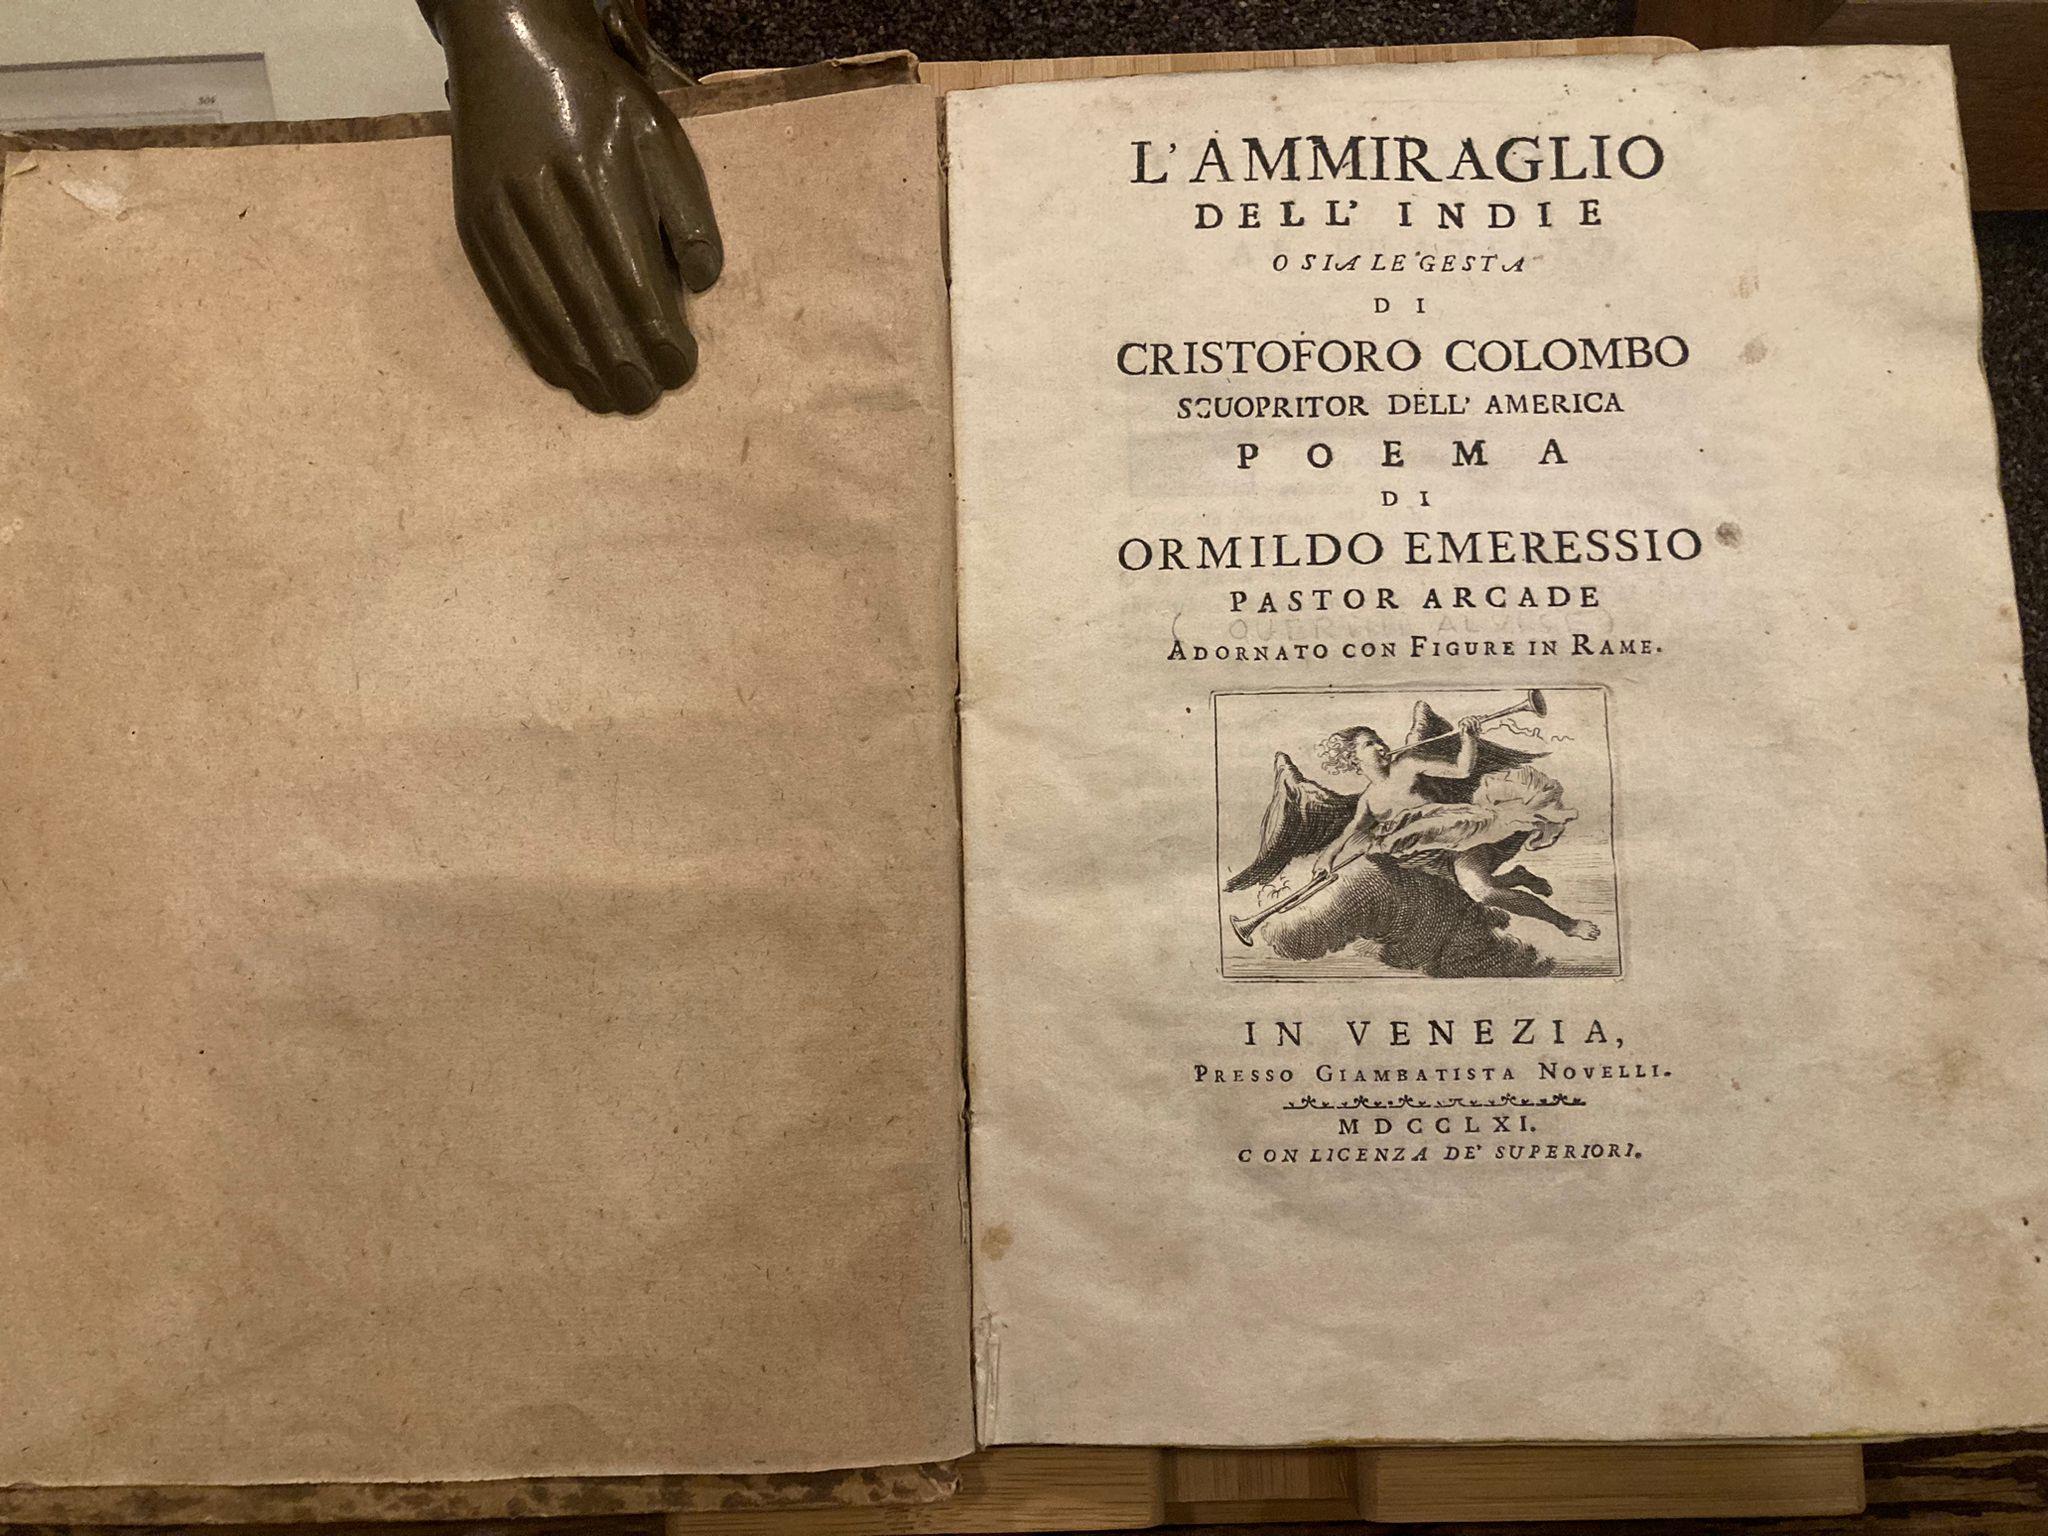 L'AMMIRAGLIO
DELL' INDIE
O SIA LE GESTA
DI
CRISTOFORO COLOMBO
SCUOPRITOR DELL' AMERICA
POEMA
DI
ORMILDO EMERESSIO
PASTOR ARCADE
ADORNATO CON FIGURE IN RAME.
IN VENEZIA,
PRESSO GIAMBATISTA NOVELLI.
MDCCLXI.
CON LICENZA DE' SUPERIORI.